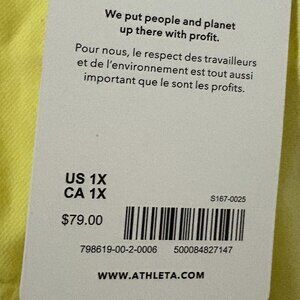 We put people and planet
up there with profit.
Pour nous, le respect des travailleurs
et de l'environnement est tout aussi
important que le sont les profits.
US 1X
CA 1X
S167-0025
$79.00
798619-00-2-0006 500084827147
WWW.ATHLETA.COM